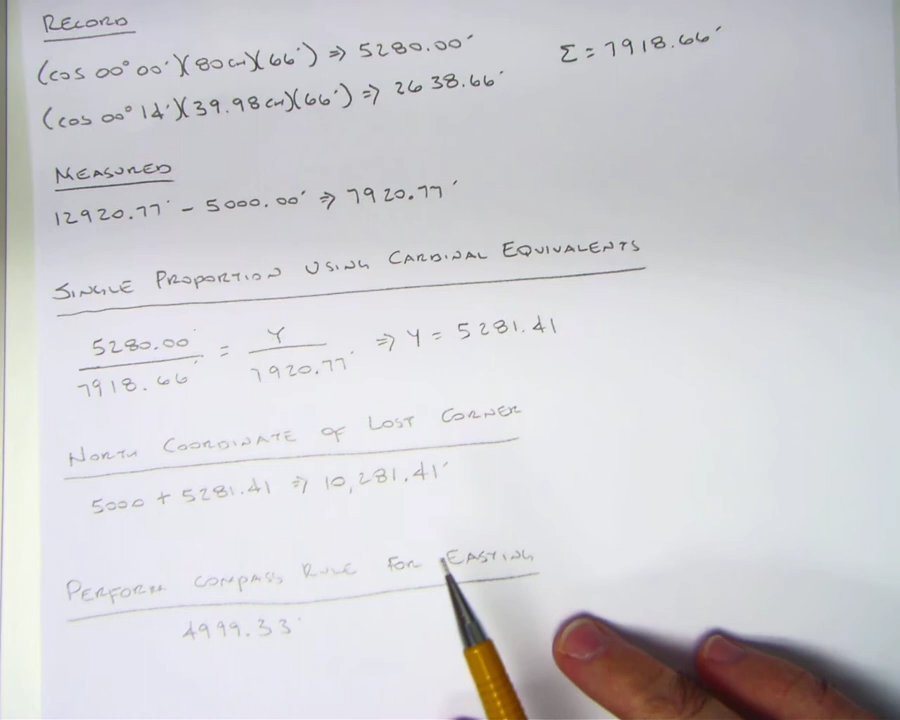 RECORD
(cos 00° 00')(80 CH)(66') ⇒ 5280.00'
Σ = 7918.66'
(cos 00° 14')(39.98 CH)(66') ⇒ 2638.66'
MEASURED
12920.77' - 5000.00' ⇒ 7920.77'
SINGLE PROPORTION USING CARDINAL EQUIVALENTS
5280.00' / 7918.66' = Y / 7920.77' ⇒ Y = 5281.41
NORTH COORDINATE OF LOST CORNER
5000 + 5281.41 ⇒ 10,281.41'
PERFORM COMPASS RULE FOR EASTING
4999.33'